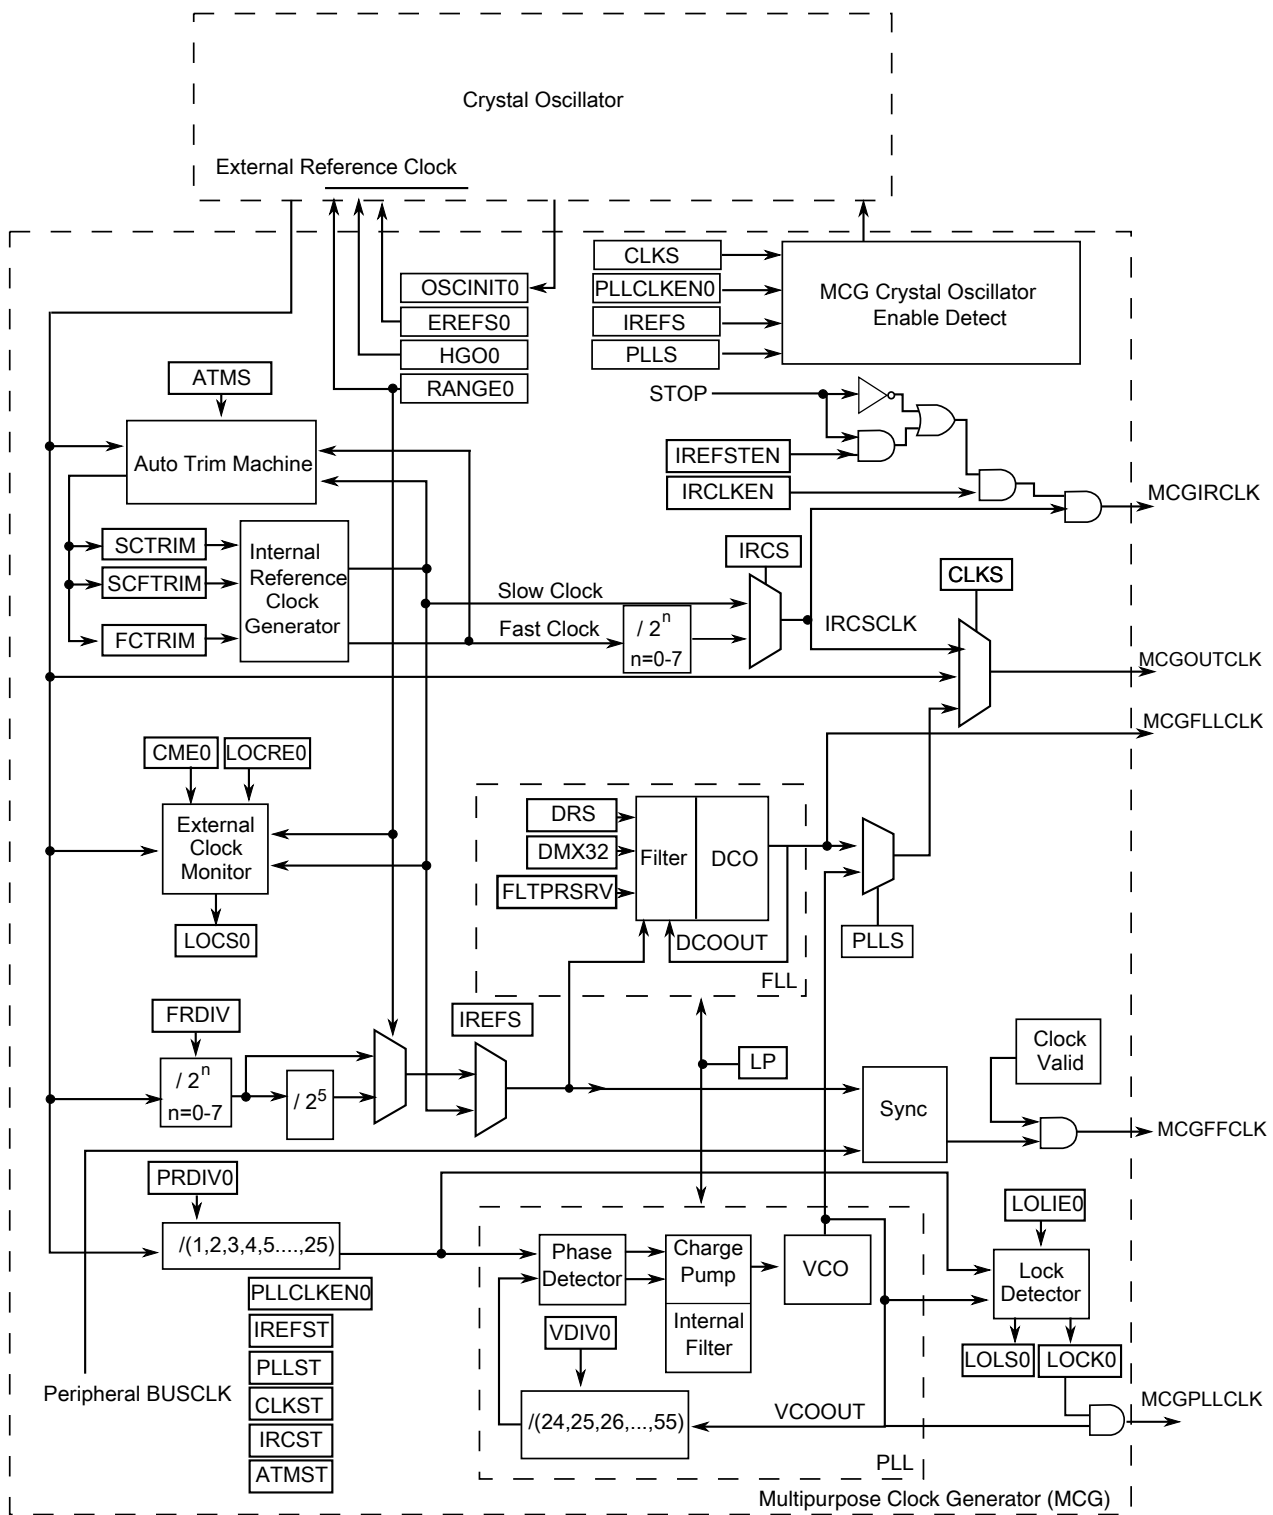 Crystal Oscillator
External Reference Clock
CLKS
OSCINIT0
PLLCLKEN0
MCG Crystal Oscillator
Enable Detect
EREFS0
IREFS
HGO0
PLLS
RANGE0
ATMS
STOP
Auto Trim Machine
IREFSTEN
IRCLKEN
MCGIRCLK
SCTRIM
SCFTRIM
FCTRIM
Internal
Reference
Clock
Generator
IRCS
CLKS
Slow Clock
Fast Clock
/ 2^n
n=0-7
IRCSCLK
MCGOUTCLK
MCGFLLCLK
CME0
LOCRE0
External
Clock
Monitor
LOCS0
DRS
DMX32
FLTPRSRV
Filter
DCO
DCOOUT
FLL
PLLS
FRDIV
/ 2^n
n=0-7
/ 2^5
IREFS
LP
Clock
Valid
Sync
MCGFFCLK
PRDIV0
/(1,2,3,4,5....,25)
LOLIE0
Phase
Detector
Charge
Pump
Internal
Filter
VCO
Lock
Detector
PLLCLKEN0
IREFST
PLLST
CLKST
IRCST
ATMST
VDIV0
LOLS0
LOCK0
Peripheral BUSCLK
/(24,25,26,...,55)
VCOOUT
MCGPLLCLK
PLL
Multipurpose Clock Generator (MCG)